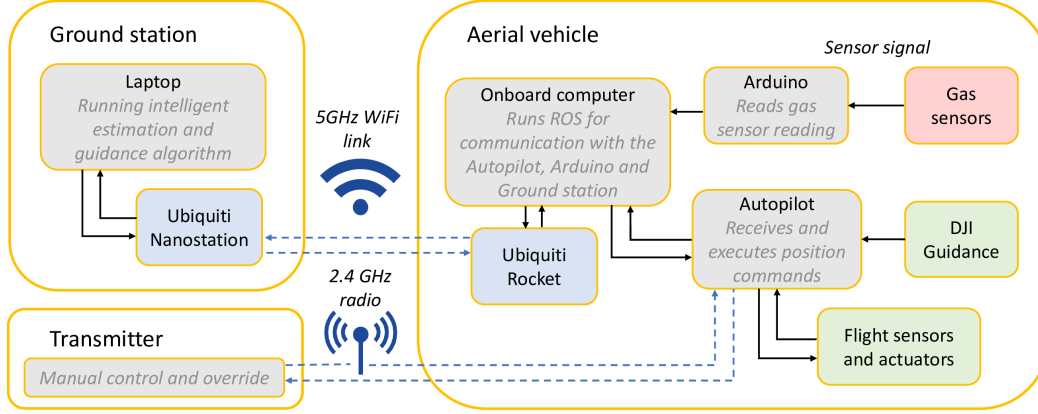 Ground station
Laptop
Running intelligent
estimation and
guidance algorithm
Ubiquiti
Nanostation
5GHz WiFi
link
2.4 GHz
radio
Transmitter
Manual control and override
Aerial vehicle
Sensor signal
Onboard computer
Runs ROS for
communication with the
Autopilot, Arduino and
Ground station
Arduino
Reads gas
sensor reading
Gas
sensors
Ubiquiti
Rocket
Autopilot
Receives and
executes position
commands
DJI
Guidance
Flight sensors
and actuators